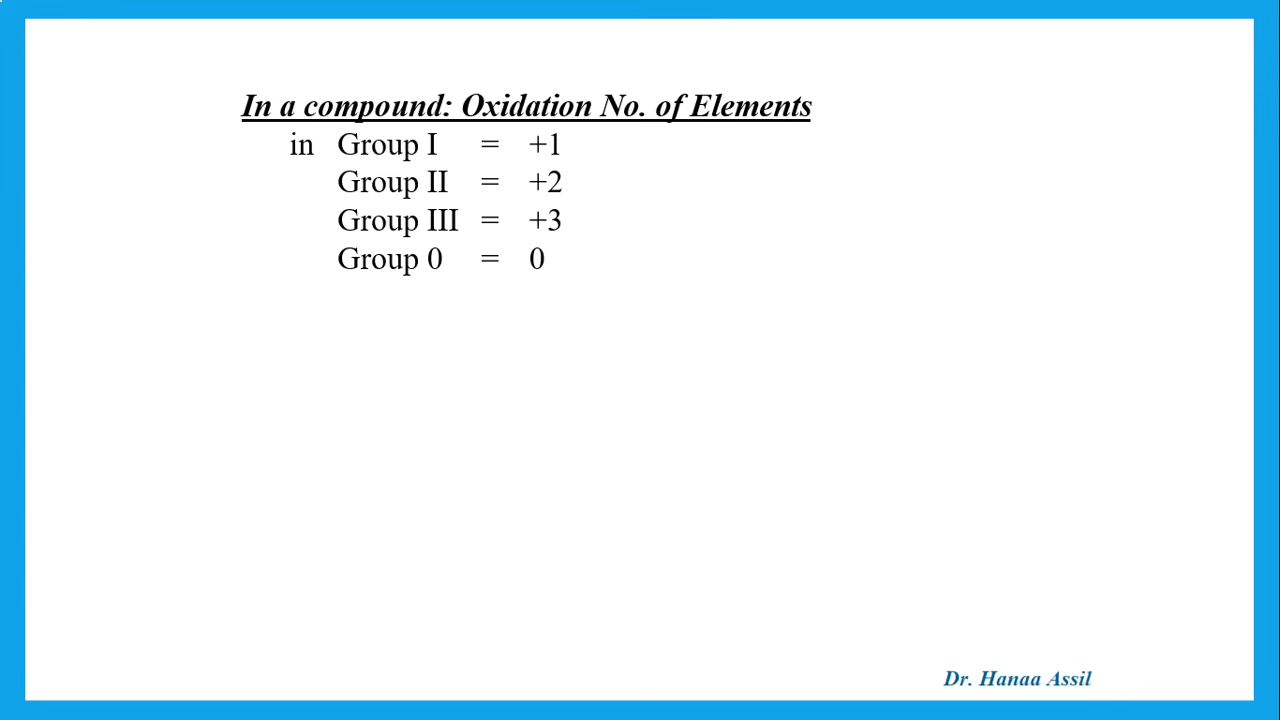 In a compound: Oxidation No. of Elements
in Group I = +1
Group II = +2
Group III = +3
Group 0 = 0
Dr. Hanaa Assil